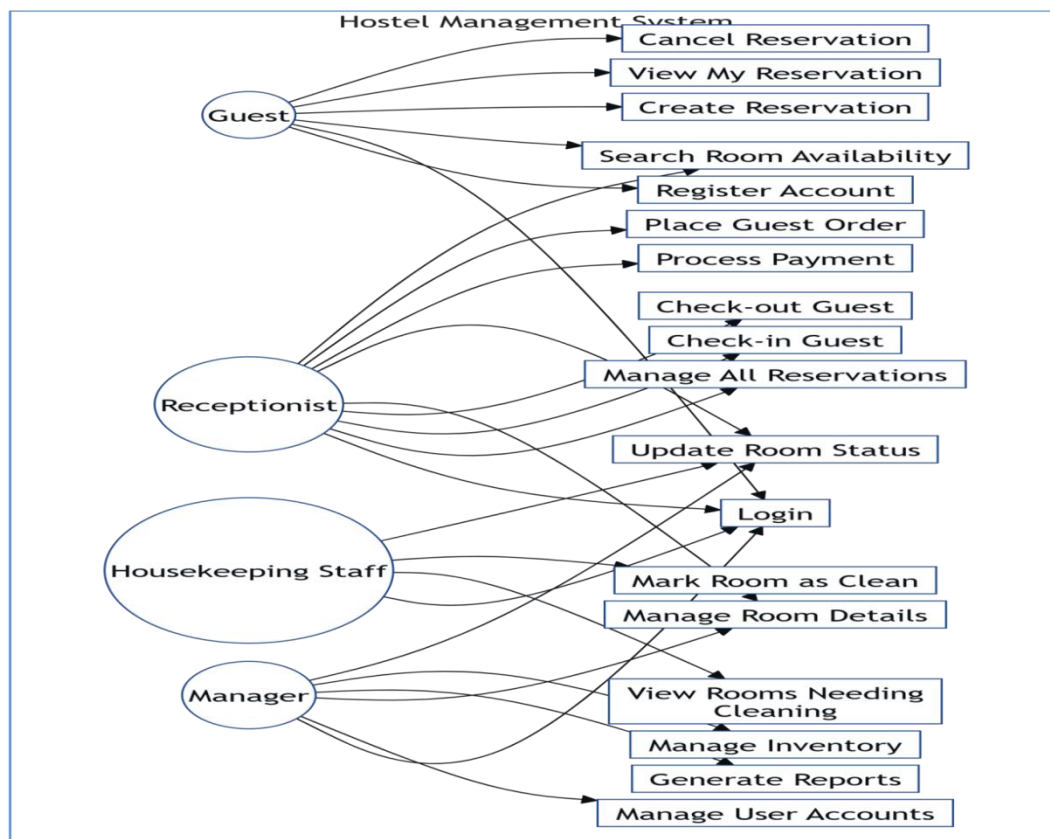 Hostel Management System
Cancel Reservation
View My Reservation
Guest
Create Reservation
Search Room Availability
Register Account
Place Guest Order
Process Payment
Check-out Guest
Check-in Guest
Manage All Reservations
Receptionist
Update Room Status
Login
Housekeeping Staff
Mark Room as Clean
Manage Room Details
Manager
View Rooms Needing
Cleaning
Manage Inventory
Generate Reports
Manage User Accounts